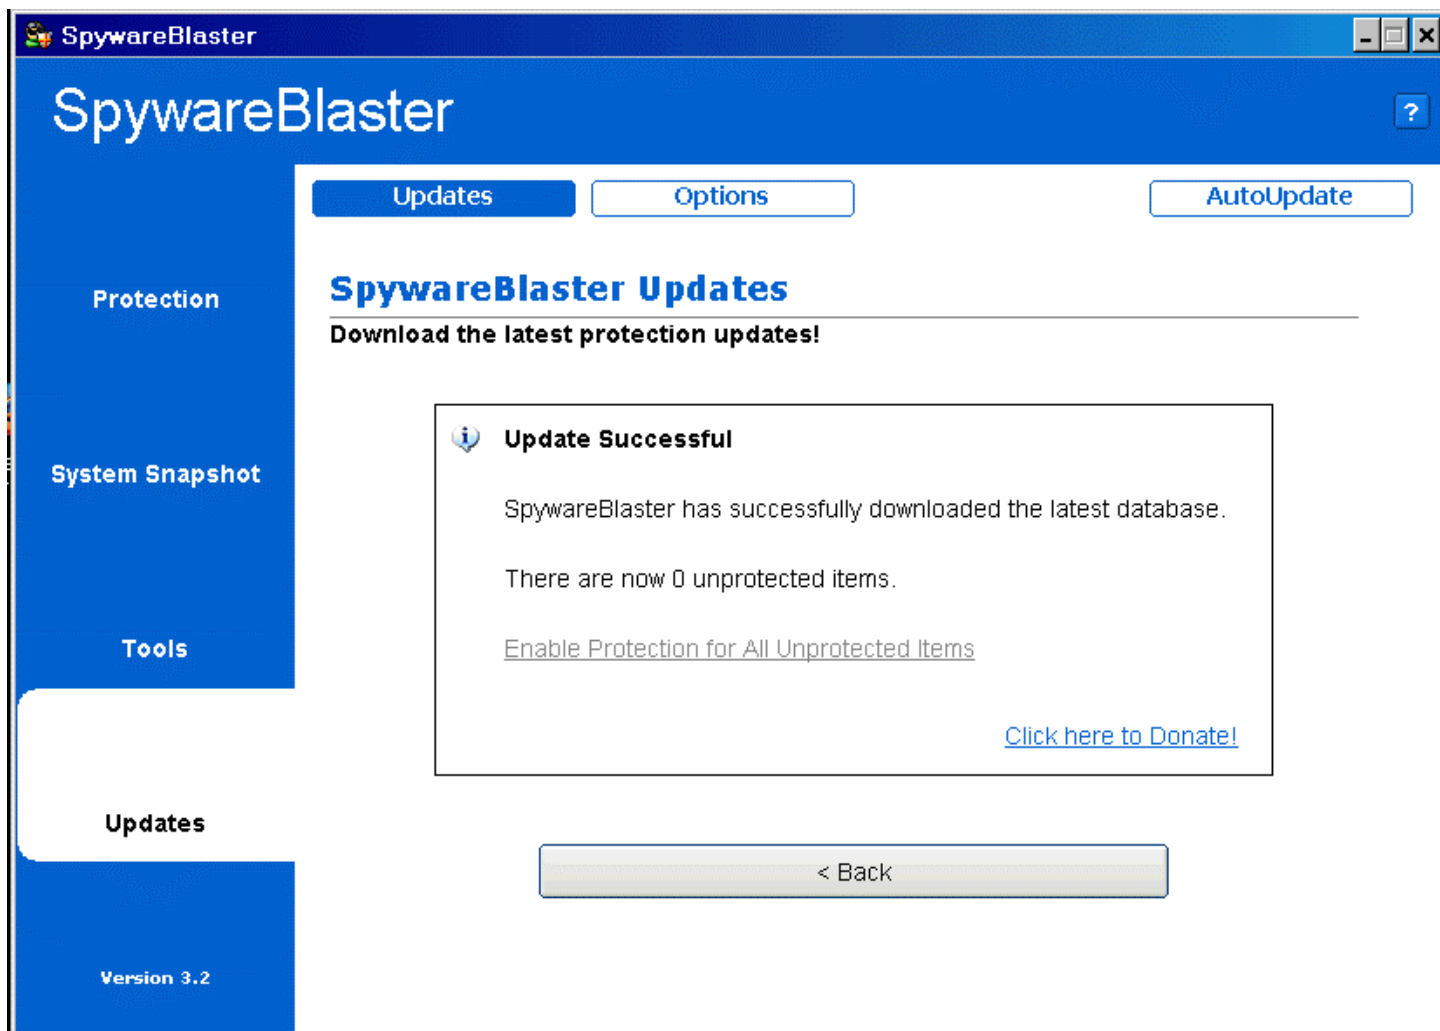 SpywareBlaster
SpywareBlaster
?
Updates
Options
AutoUpdate
Protection
System Snapshot
Tools
Updates
Version 3.2
SpywareBlaster Updates
Download the latest protection updates!
Update Successful
SpywareBlaster has successfully downloaded the latest database.
There are now 0 unprotected items.
Enable Protection for All Unprotected Items
Click here to Donate!
< Back